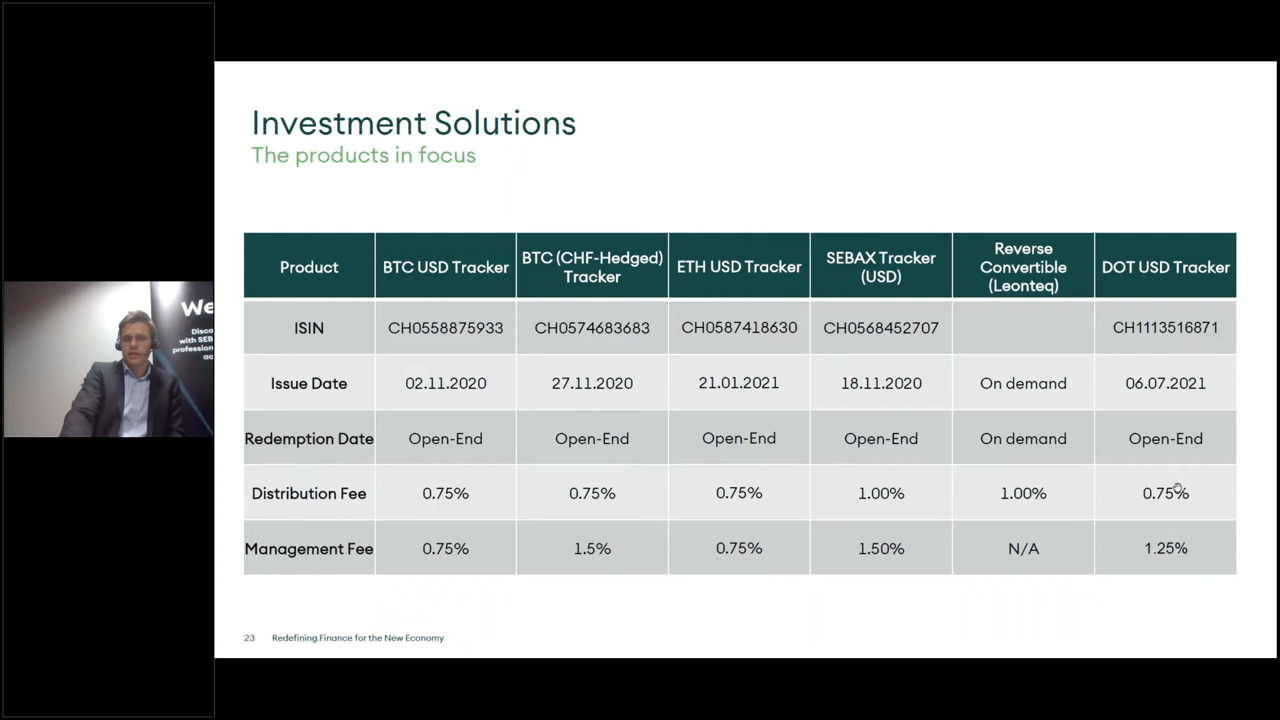 Investment Solutions
The products in focus
Product
BTC USD Tracker
BTC (CHF-Hedged)
Tracker
ETH USD Tracker
SEBAX Tracker
(USD)
Reverse
Convertible
(Leonteq)
DOT USD Tracker
ISIN
CH0558875933
CH0574683683
CH0587418630
CH0568452707
CH1113516871
Issue Date
02.11.2020
27.11.2020
21.01.2021
18.11.2020
On demand
06.07.2021
Redemption Date
Open-End
Open-End
Open-End
Open-End
On demand
Open-End
Distribution Fee
0.75%
0.75%
0.75%
1.00%
1.00%
0.75%
Management Fee
0.75%
1.5%
0.75%
1.50%
N/A
1.25%
23 Redefining Finance for the New Economy
We
Disco
with SEB
profession
ac